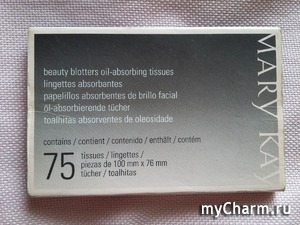 beauty blotters oil-absorbing tissues
lingettes absorbantes
papelillos absorbentes de brillo facial
öl-absorbierende tücher
toalhitas absorventes de oleosidade
contains / contient / contenido / enthält / contém
75 tissues / lingettes /
piezas de 100 mm x 76 mm
tücher / toalhitas
MARY KAY
myCharm.ru